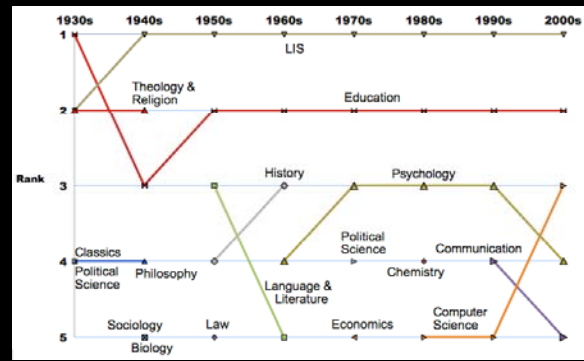 1930s 1940s 1950s 1960s 1970s 1980s 1990s 2000s
1
LIS
Theology &
Religion
Education
2
History
Psychology
Rank
3
Classics
Political
Science
Political
Science
Communication
4
Philosophy
Chemistry
Language &
Literature
Computer
Science
Sociology
Law
Economics
Biology
5